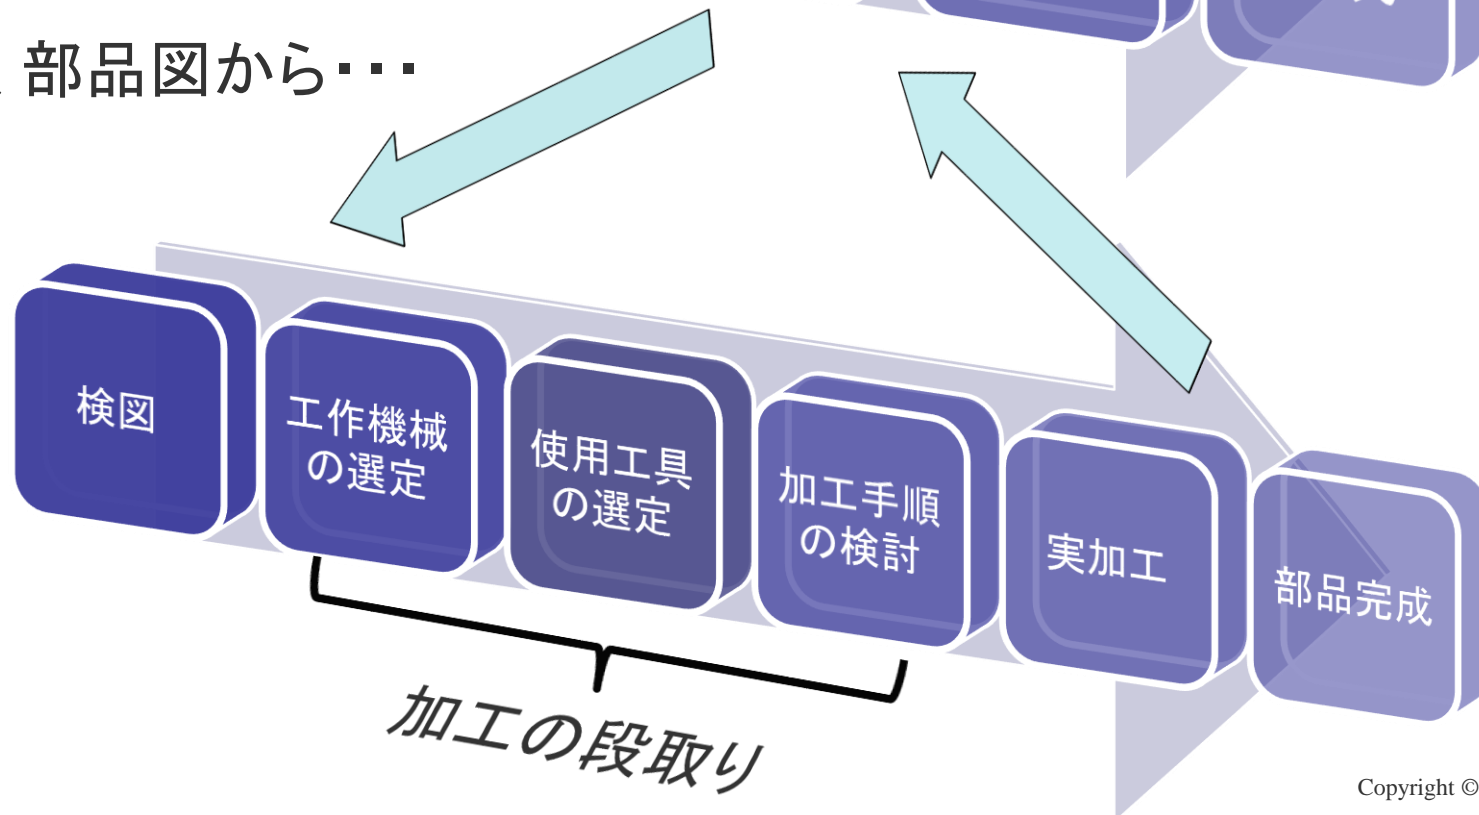 部品図から・・・
検図
工作機械
の選定
使用工具
の選定
加工手順
の検討
実加工
部品完成
加工の段取り
Copyright ©